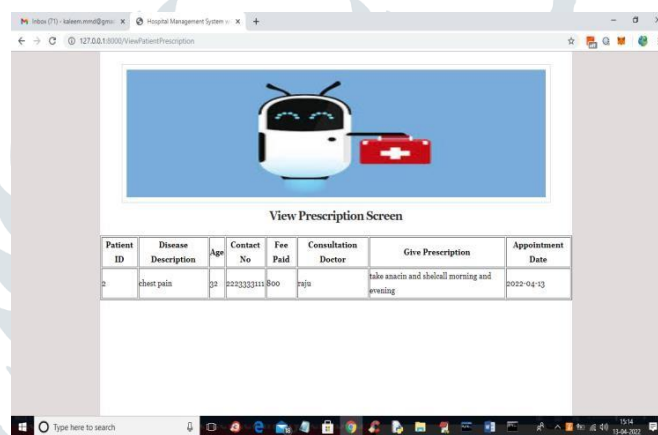 Inbox (71) - kaleem.mmd@gmai
Hospital Management System w
127.0.0.1:8000/ViewPatientPrescription
View Prescription Screen
Patient ID Disease Description Age Contact No Fee Paid Consultation Doctor Give Prescription Appointment Date
2 chest pain 32 2223333111 800 raju take anacin and shelcall morning and evening 2022-04-13
Type here to search
15:14
13-04-2022